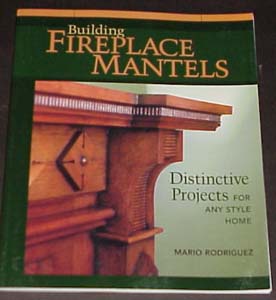 Building
FIREPLACE
MANTELS
Distinctive
Projects FOR
ANY STYLE
HOME
MARIO RODRIGUEZ